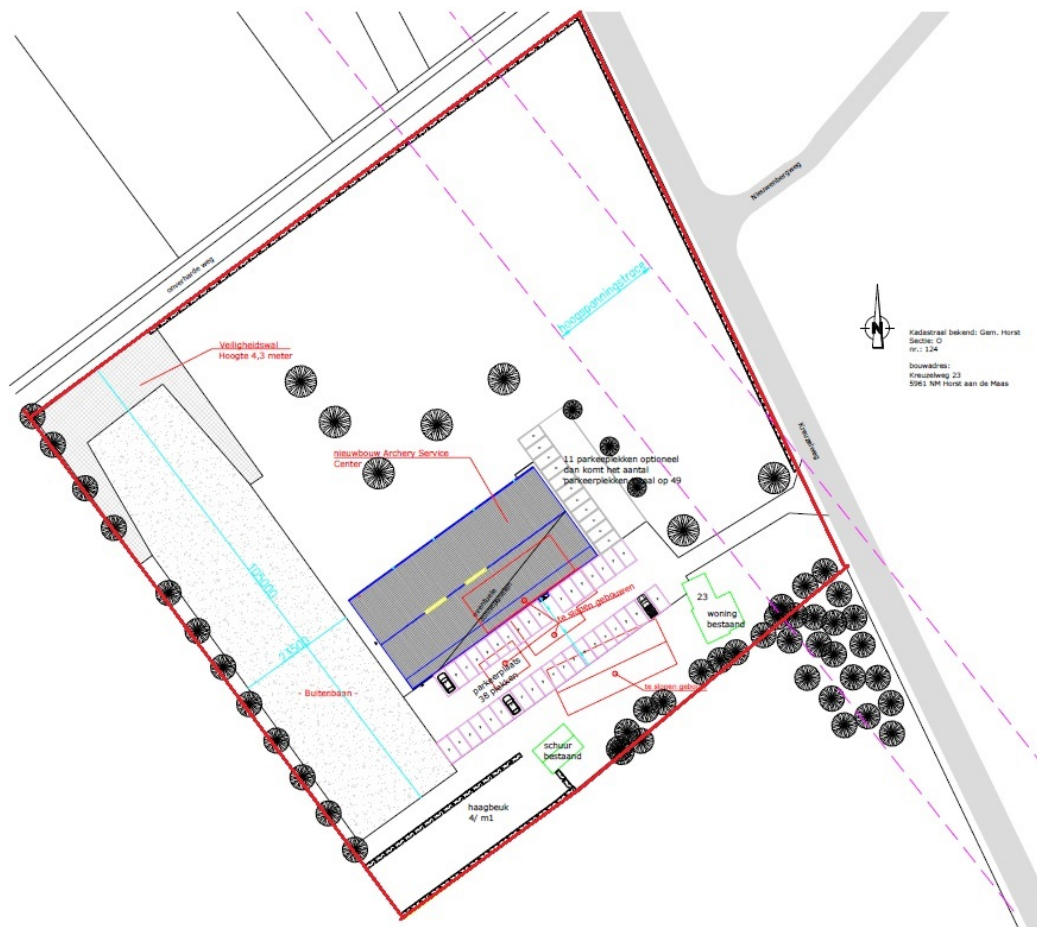 Nieuwenbergweg
onverharde weg
hoogspanningstrace
N
Kadastraal bekend: Gem. Horst
Sectie: O
nr.: 124
bouwadres:
Kreuzelweg 23
5961 NM Horst aan de Maas
Veiligheidswal
Hoogte 4,3 meter
Kreuzelweg
nieuwbouw Archery Service
Center
11 parkeerplekken optioneel
dan komt het aantal
parkeerplekken totaal op 49
105000
eventuele
te slopen gebouwen
23
woning
bestaand
23500
- Buitenbaan -
parkeerplaats
38 plekken
te slopen gebouw
schuur
bestaand
haagbeuk
4/ m1